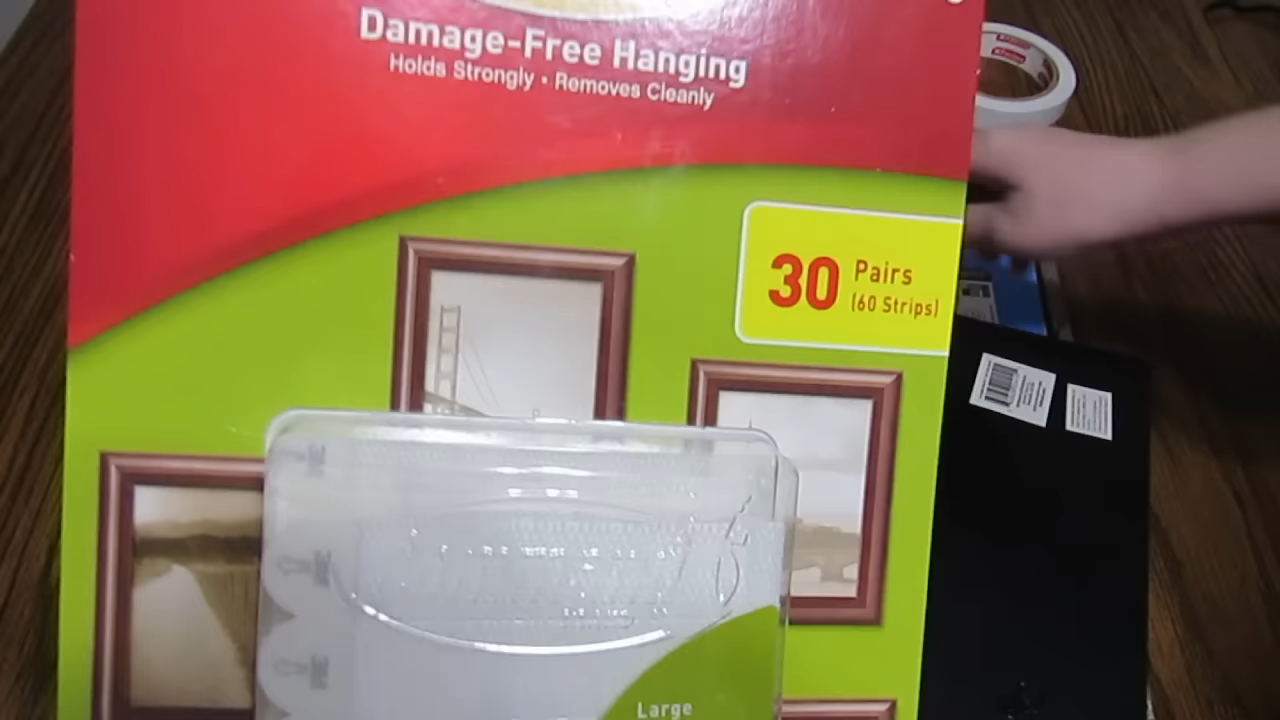 Damage-Free Hanging
Holds Strongly • Removes Cleanly
30 Pairs
(60 Strips)
Large